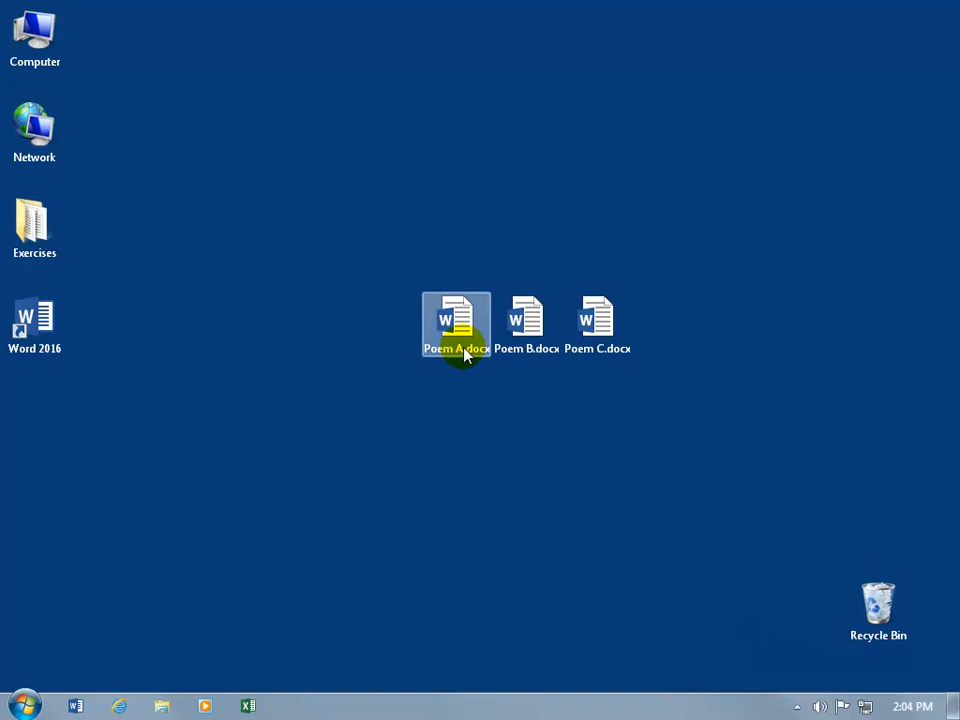 Computer
Network
Exercises
Word 2016
Poem A.docx
Poem B.docx
Poem C.docx
Recycle Bin
2:04 PM